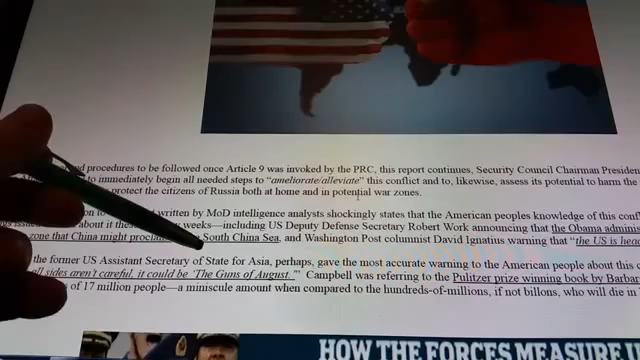 procedures to be followed once Article 9 was invoked by the PRC, this report continues, Security Council Chairman
to immediately begin all needed steps to “ameliorate/alleviate” this conflict and to, likewise, assess its potential to harm the
protect the citizens of Russia both at home and in potential war zones.
written by MoD intelligence analysts shockingly states that the American peoples knowledge of this
about it weeks—including US Deputy Defense Secretary Robert Work announcing that the Obama
zone that China might South China Sea, and Washington Post columnist David Ignatius warning that “the US is
the former US Assistant Secretary of State for Asia, perhaps, gave the most accurate warning to the American people about this
all sides aren't careful, it could be ‘The Guns of August.’” Campbell was referring to the Pulitzer prize winning book by
of 17 million people—a miniscule amount when compared to the hundreds-of-millions, if not billons, who will die in
HOW THE FORCES MEASURE